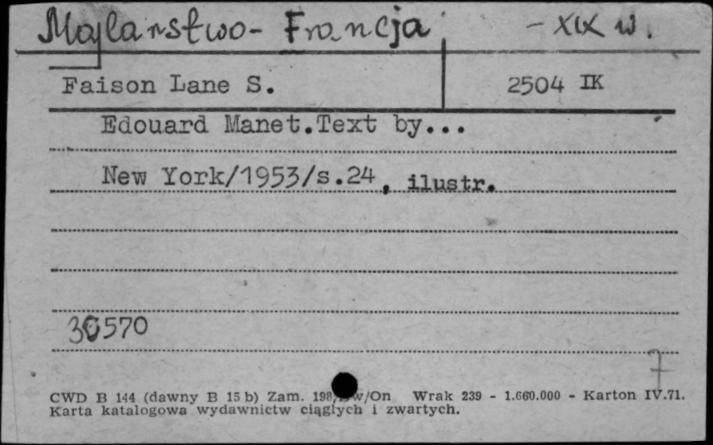 Malarstwo - Francja - XIX w.
Faison Lane S. 2504 IK
Edouard Manet.Text by...
New York/1953/s.24, ilustr.
30570
7
CWD B 144 (dawny B 15 b) Zam. /On Wrak 239 - 1.660.000 - Karton IV.71.
Karta katalogowa wydawnictw ciągłych i zwartych.